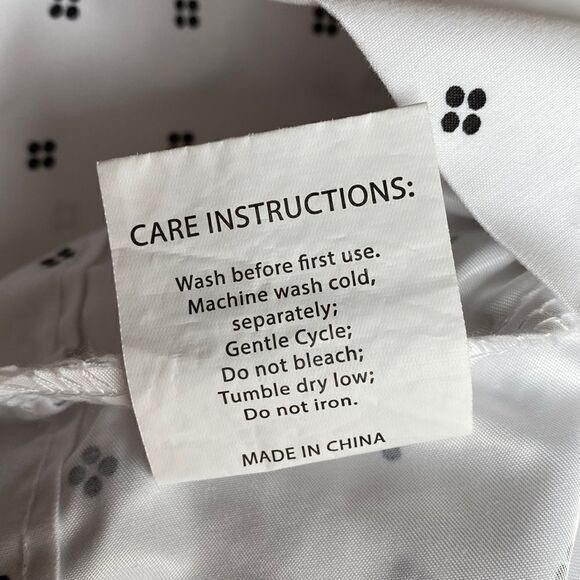 CARE INSTRUCTIONS:
Wash before first use.
Machine wash cold,
separately;
Gentle Cycle;
Do not bleach;
Tumble dry low;
Do not iron.
MADE IN CHINA